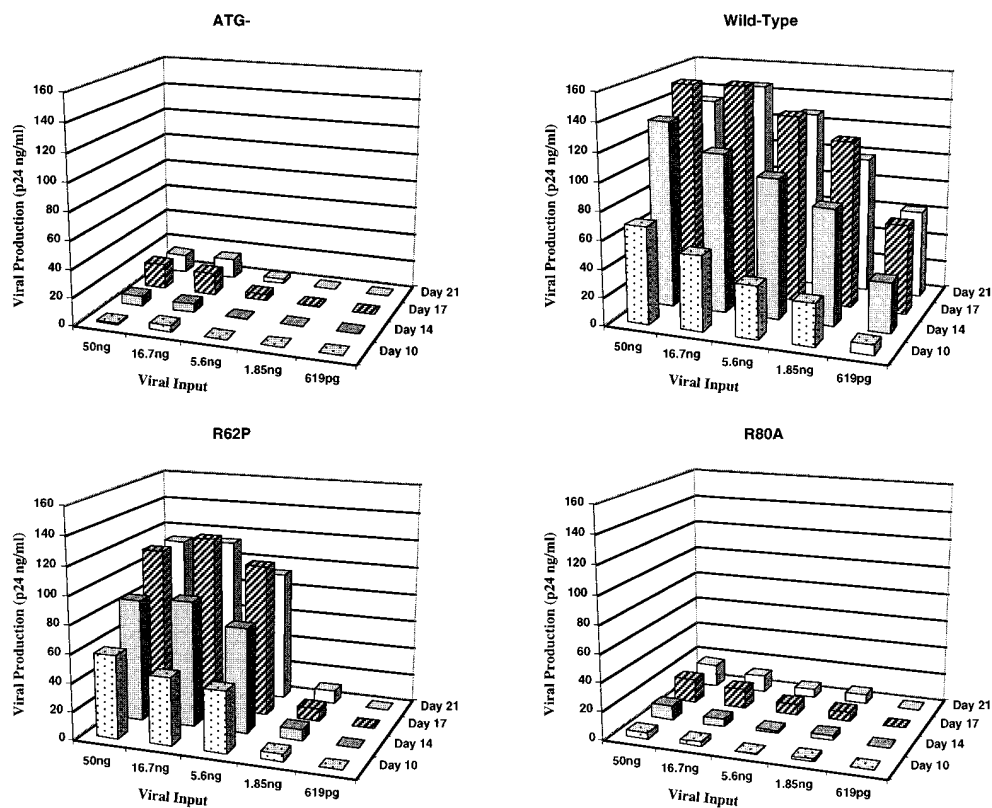 ATG-
Viral Production (p24 ng/ml)
160
140
120
100
80
60
40
20
0
50ng
16.7ng
5.6ng
1.85ng
619pg
Viral Input
Day 21
Day 17
Day 14
Day 10
Wild-Type
Viral Production (p24 ng/ml)
160
140
120
100
80
60
40
20
0
50ng
16.7ng
5.6ng
1.85ng
619pg
Viral Input
Day 21
Day 17
Day 14
Day 10
R62P
Viral Production (p24 ng/ml)
160
140
120
100
80
60
40
20
0
50ng
16.7ng
5.6ng
1.85ng
619pg
Viral Input
Day 21
Day 17
Day 14
Day 10
R80A
Viral Production (p24 ng/ml)
160
140
120
100
80
60
40
20
0
50ng
16.7ng
5.6ng
1.85ng
619pg
Viral Input
Day 21
Day 17
Day 14
Day 10